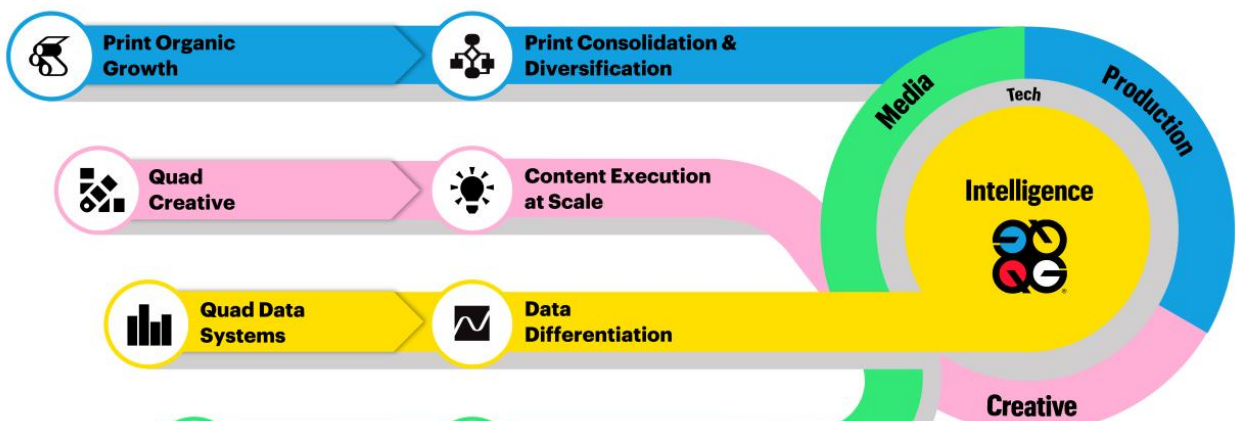 Print Organic
Growth
Print Consolidation &
Diversification
Media
Tech
Production
Quad
Creative
Content Execution
at Scale
Intelligence
Quad Data
Systems
Data
Differentiation
Creative